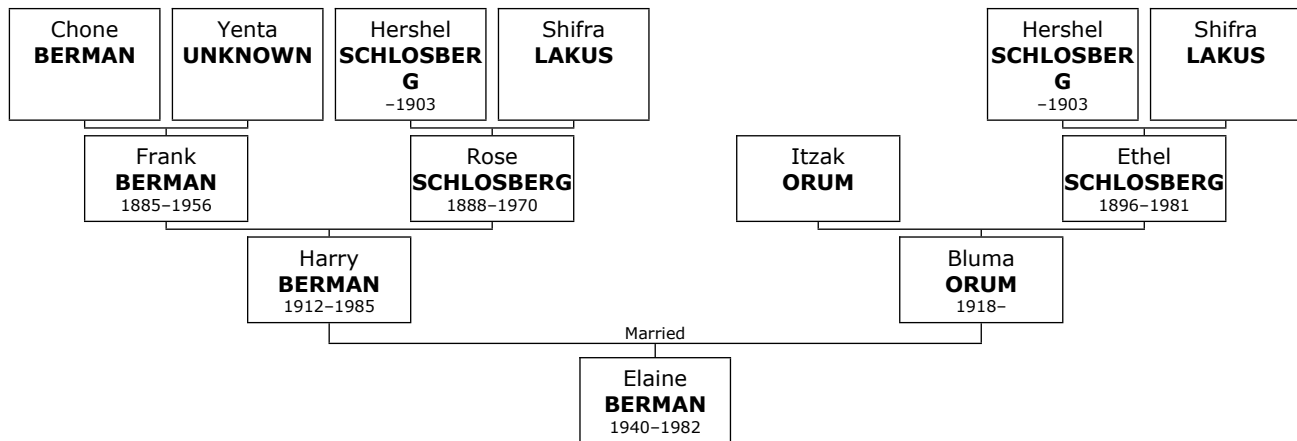 Chone
BERMAN
Yenta
UNKNOWN
Hershel
SCHLOSBER
G
–1903
Shifra
LAKUS
Hershel
SCHLOSBER
G
–1903
Shifra
LAKUS
Frank
BERMAN
1885–1956
Rose
SCHLOSBERG
1888–1970
Itzak
ORUM
Ethel
SCHLOSBERG
1896–1981
Harry
BERMAN
1912–1985
Bluma
ORUM
1918–
Married
Elaine
BERMAN
1940–1982